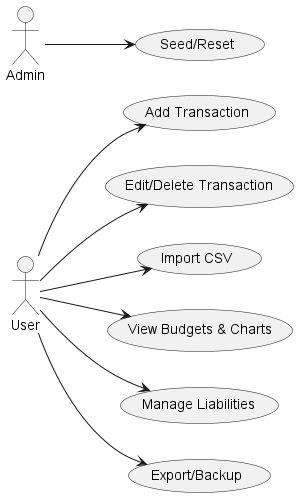 Admin
Seed/Reset
Add Transaction
Edit/Delete Transaction
Import CSV
User
View Budgets & Charts
Manage Liabilities
Export/Backup